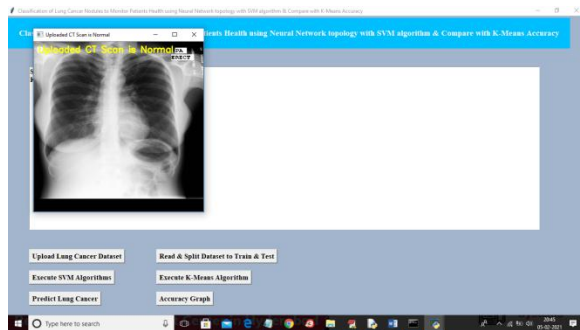 Classification of Lung Cancer Nodules to Monitor Patients Health using Neural Network topology with SVM algorithm & Compare with K-Means Accuracy
tients Health using Neural Network topology with SVM algorithm & Compare with K-Means Accuracy
Uploaded CT Scan is Normal
Uploaded CT Scan is Normal
ERECT
Upload Lung Cancer Dataset
Read & Split Dataset to Train & Test
Execute SVM Algorithms
Execute K-Means Algorithm
Predict Lung Cancer
Accuracy Graph
Type here to search
20:45
05-02-2021